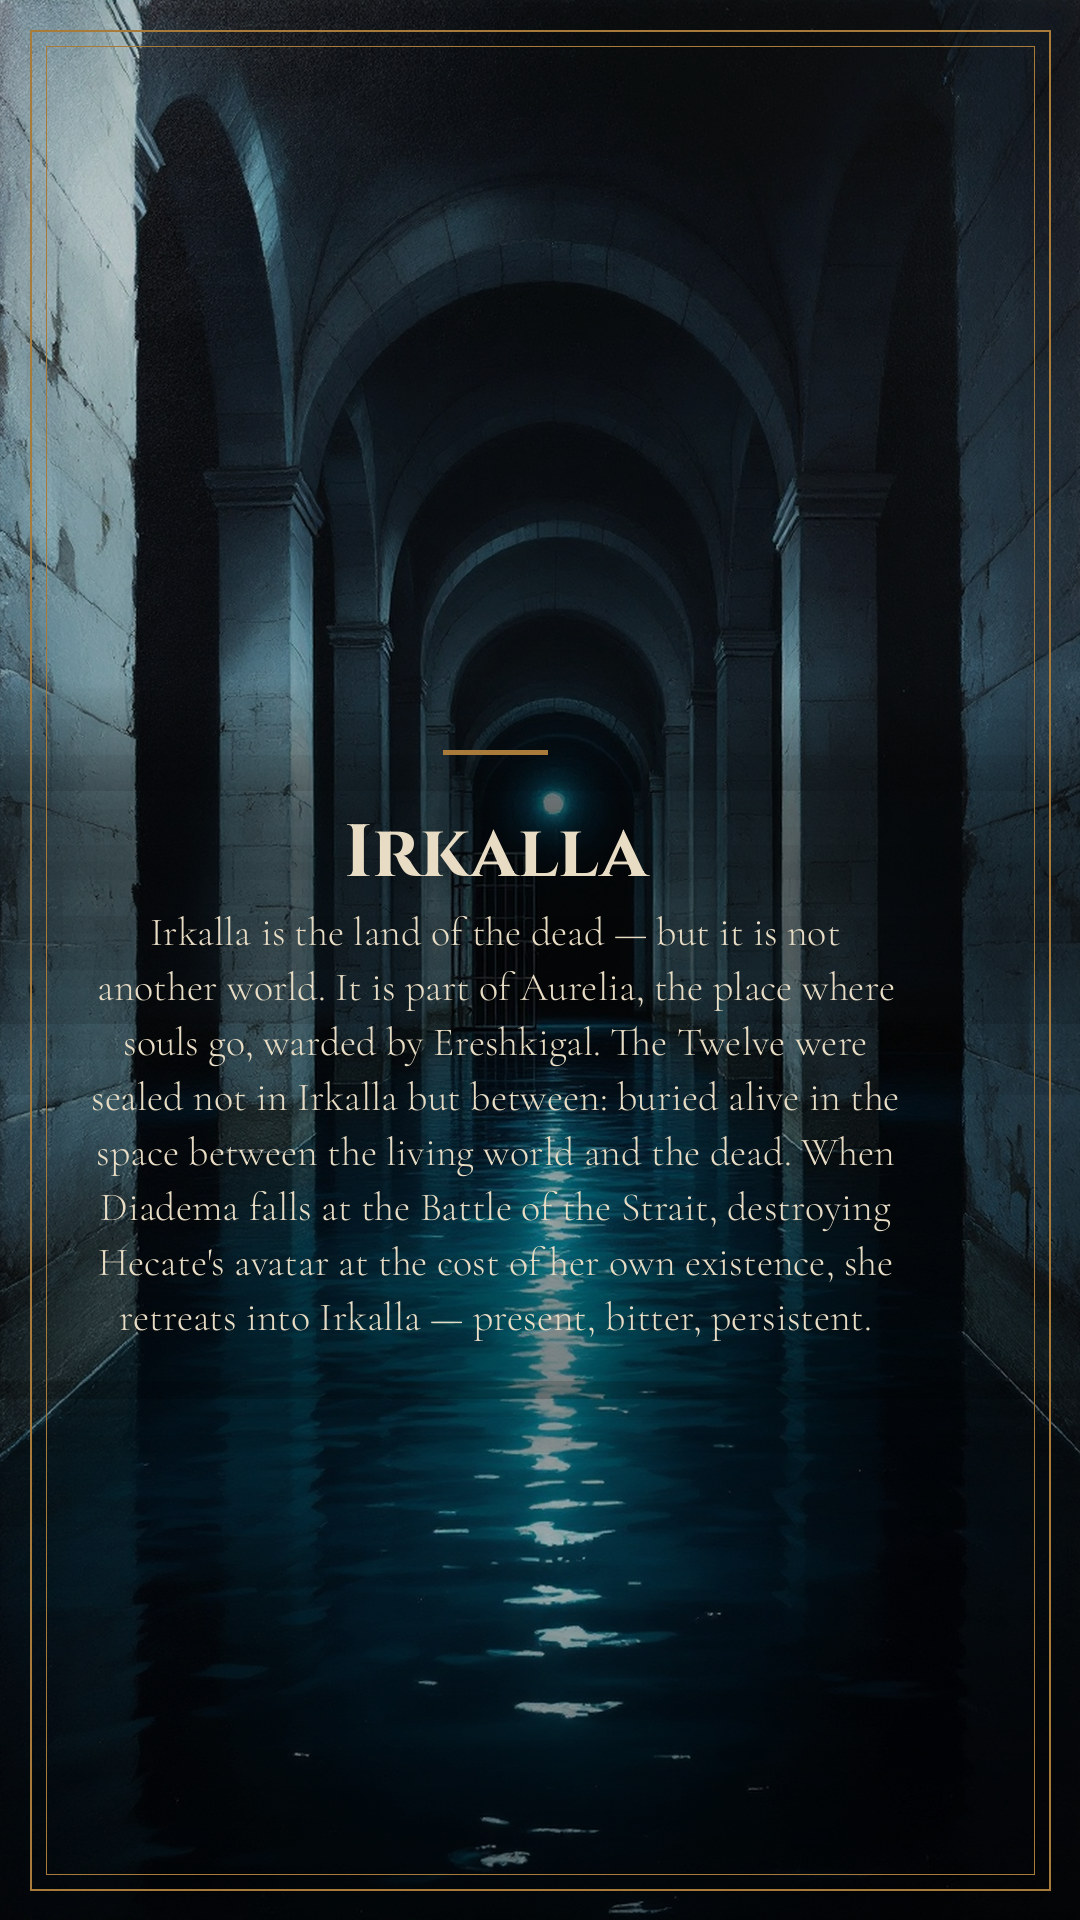 Irkalla
Irkalla is the land of the dead — but it is not
another world. It is part of Aurelia, the place where
souls go, warded by Ereshkigal. The Twelve were
sealed not in Irkalla but between: buried alive in the
space between the living world and the dead. When
Diadema falls at the Battle of the Strait, destroying
Hecate's avatar at the cost of her own existence, she
retreats into Irkalla — present, bitter, persistent.